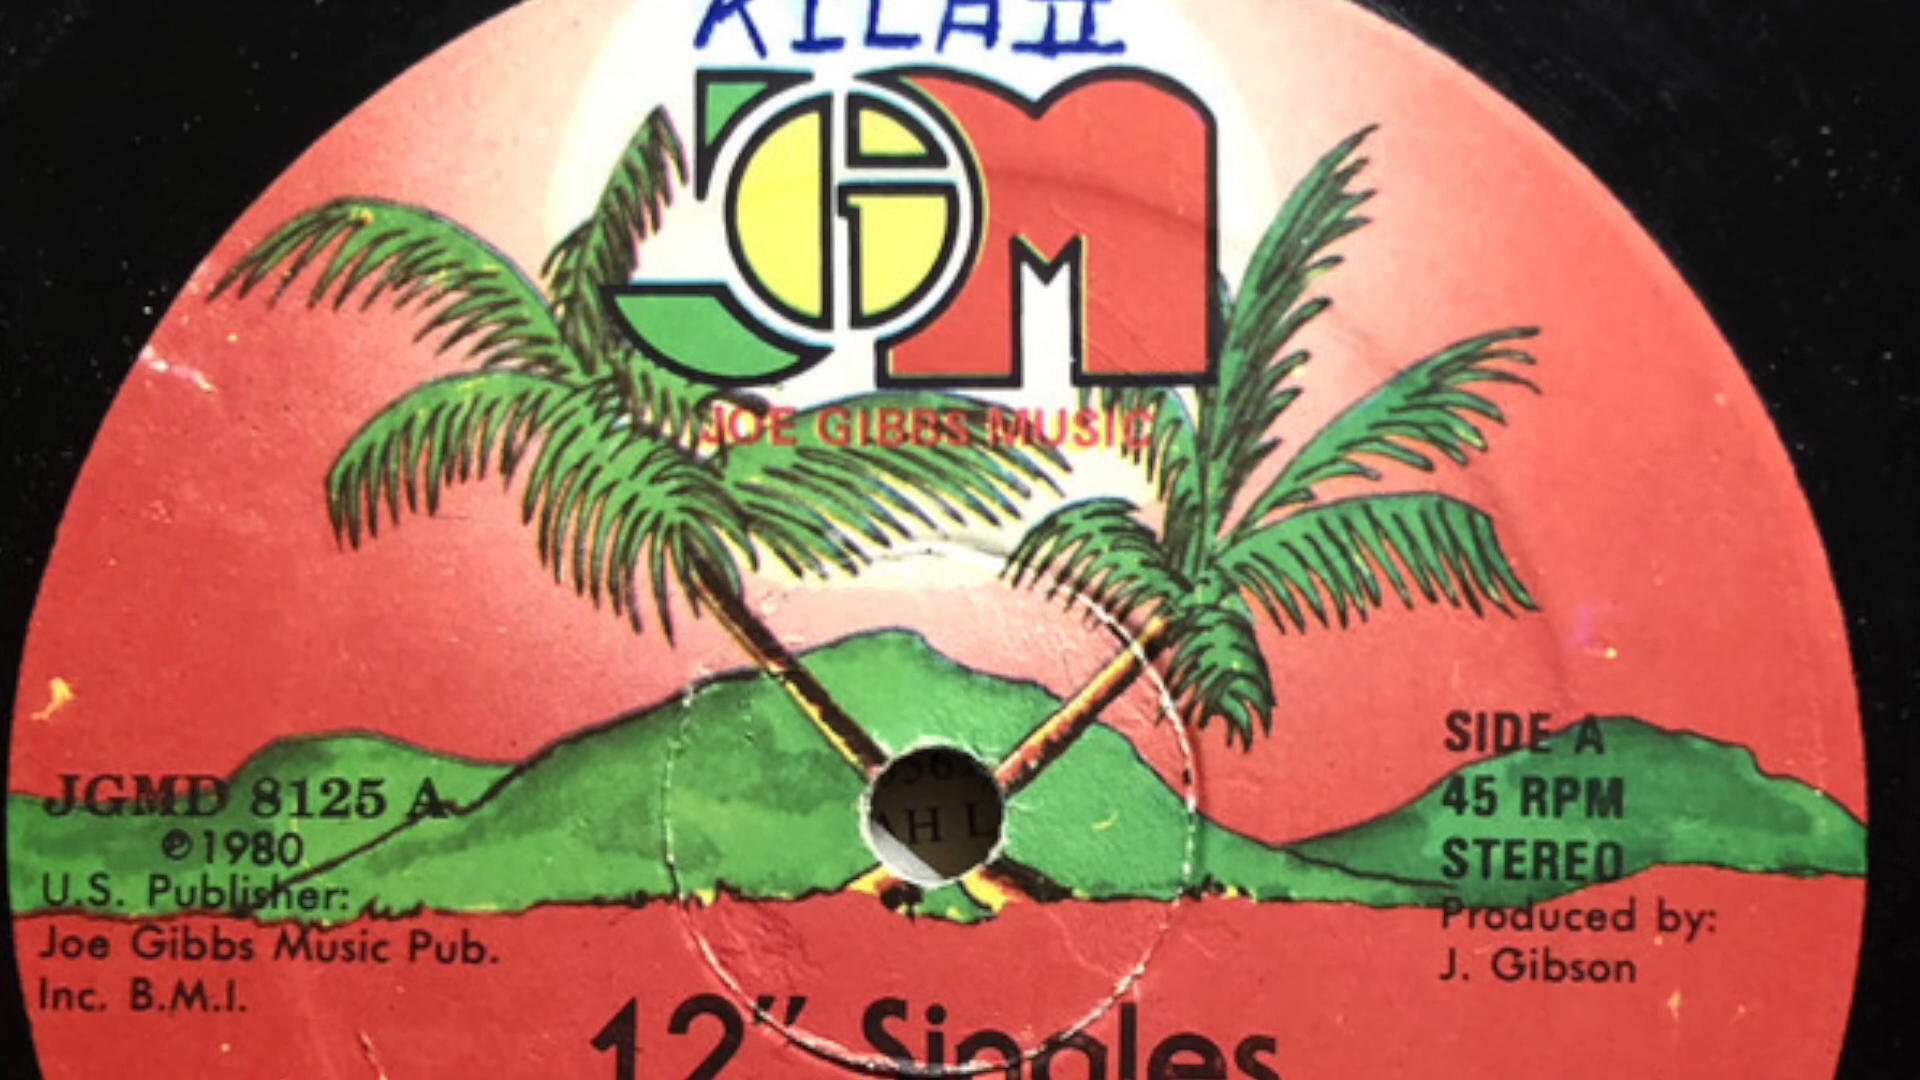 JGM
JOE GIBBS MUSIC
JGMD 8125 A
℗1980
U.S. Publisher:
Joe Gibbs Music Pub.
Inc. B.M.I.
SIDE A
45 RPM
STEREO
Produced by:
J. Gibson
12" Singles